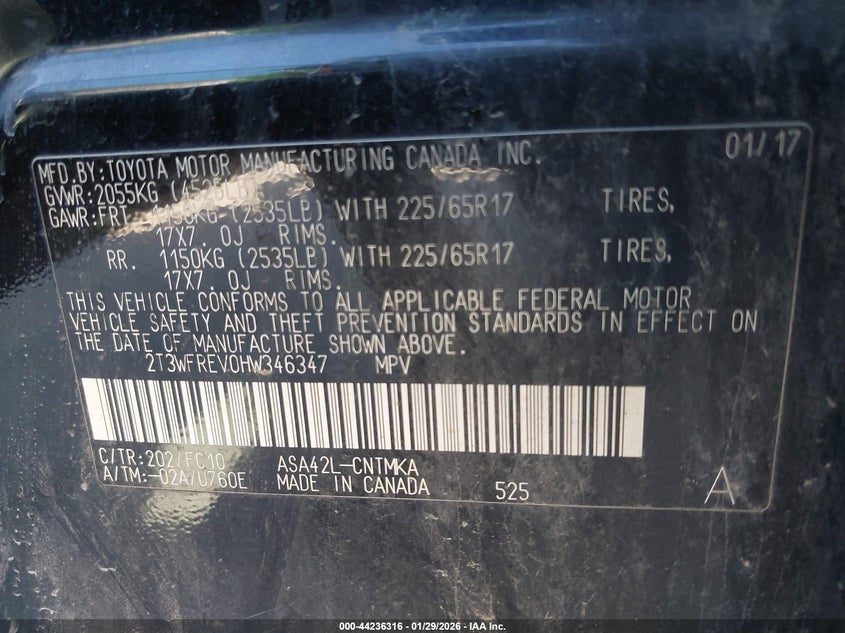 MFD.BY:TOYOTA MOTOR MANUFACTURING CANADA INC. 01/17
GVWR:2055KG (4535LB)
GAWR:FRT. 1150KG (2535LB) WITH 225/65R17 TIRES,
17X7.0J RIMS.
RR. 1150KG (2535LB) WITH 225/65R17 TIRES,
17X7.0J RIMS.
THIS VEHICLE CONFORMS TO ALL APPLICABLE FEDERAL MOTOR
VEHICLE SAFETY AND THEFT PREVENTION STANDARDS IN EFFECT ON
THE DATE OF MANUFACTURE SHOWN ABOVE.
2T3WFREV0HW346347 MPV
C/TR:202/FC10 ASA42L-CNTMKA
A/TM:-02A/U760E MADE IN CANADA 525 A
000-44236316 - 01/29/2026 - IAA Inc.